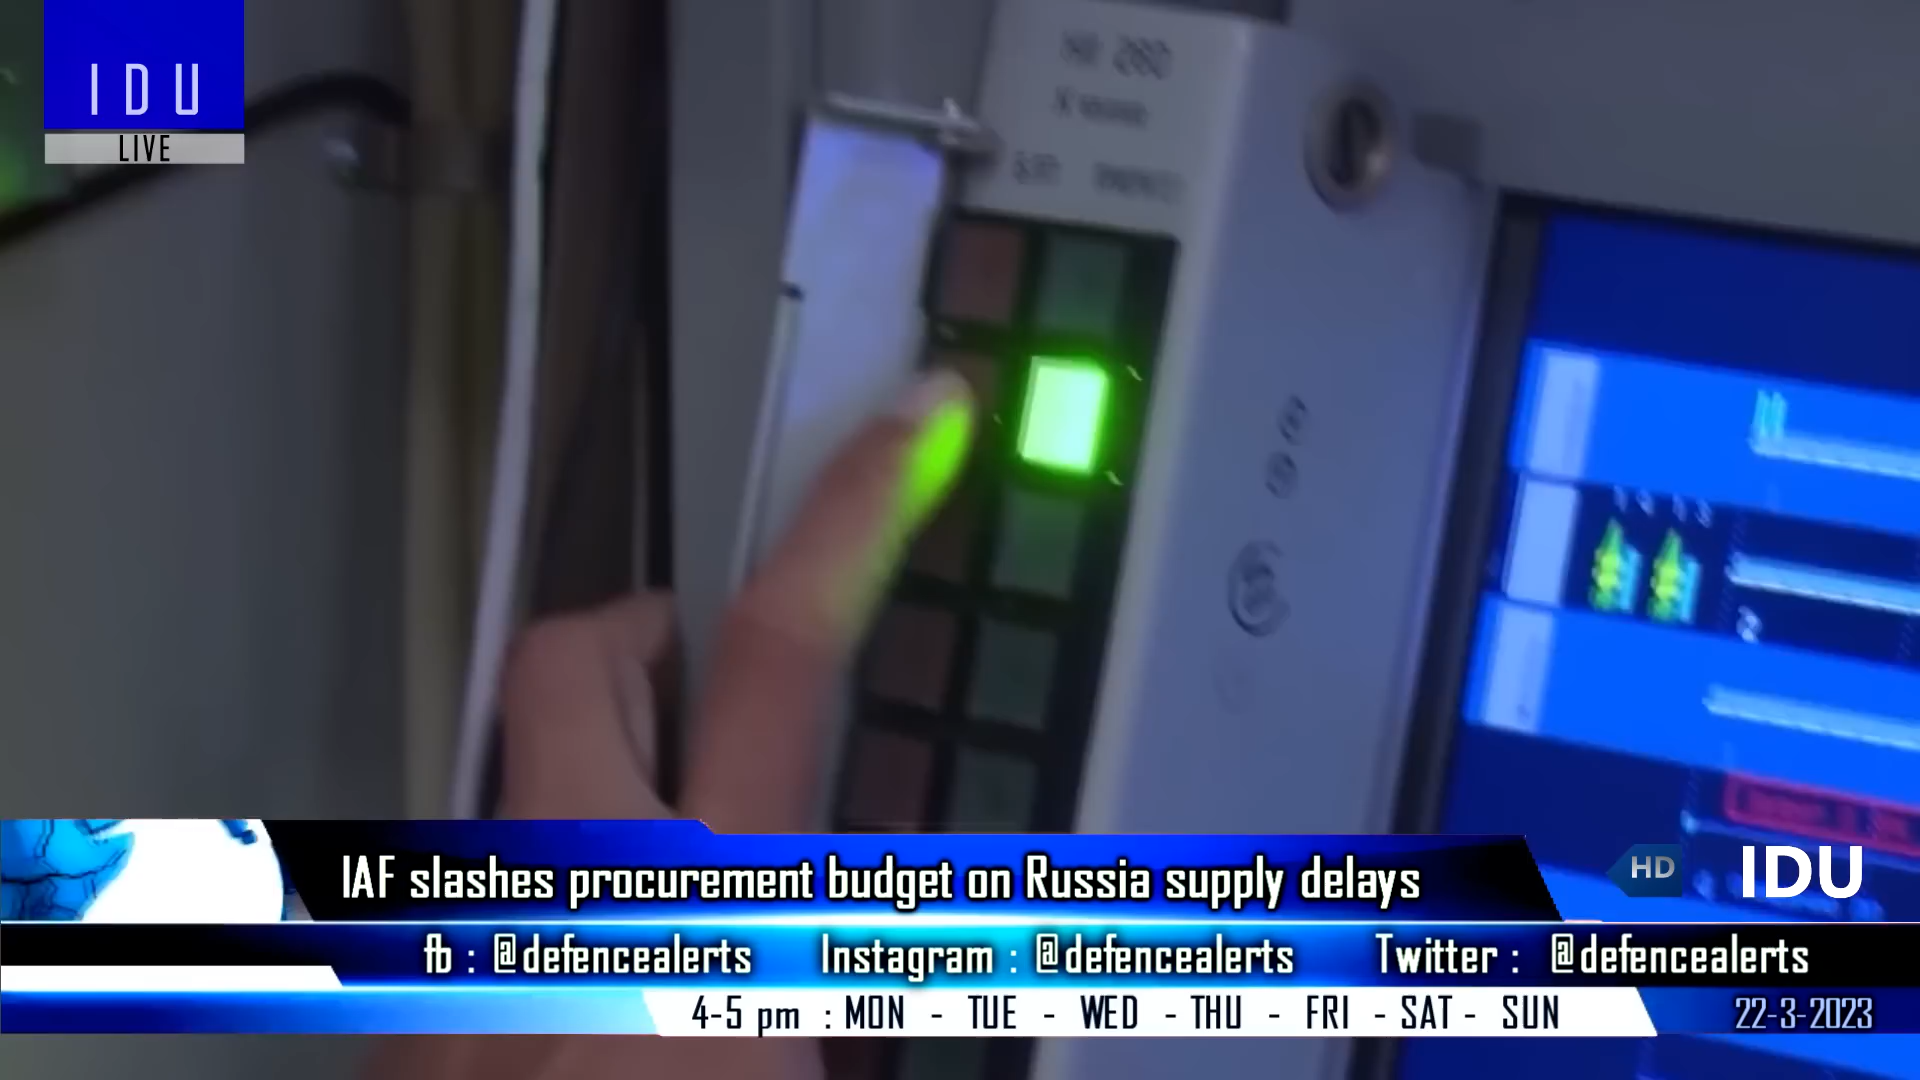 IDU
LIVE
IAF slashes procurement budget on Russia supply delays
HD
IDU
fb : @defencealerts Instagram : @defencealerts Twitter : @defencealerts
4-5 pm : MON - TUE - WED - THU - FRI - SAT - SUN
22-3-2023